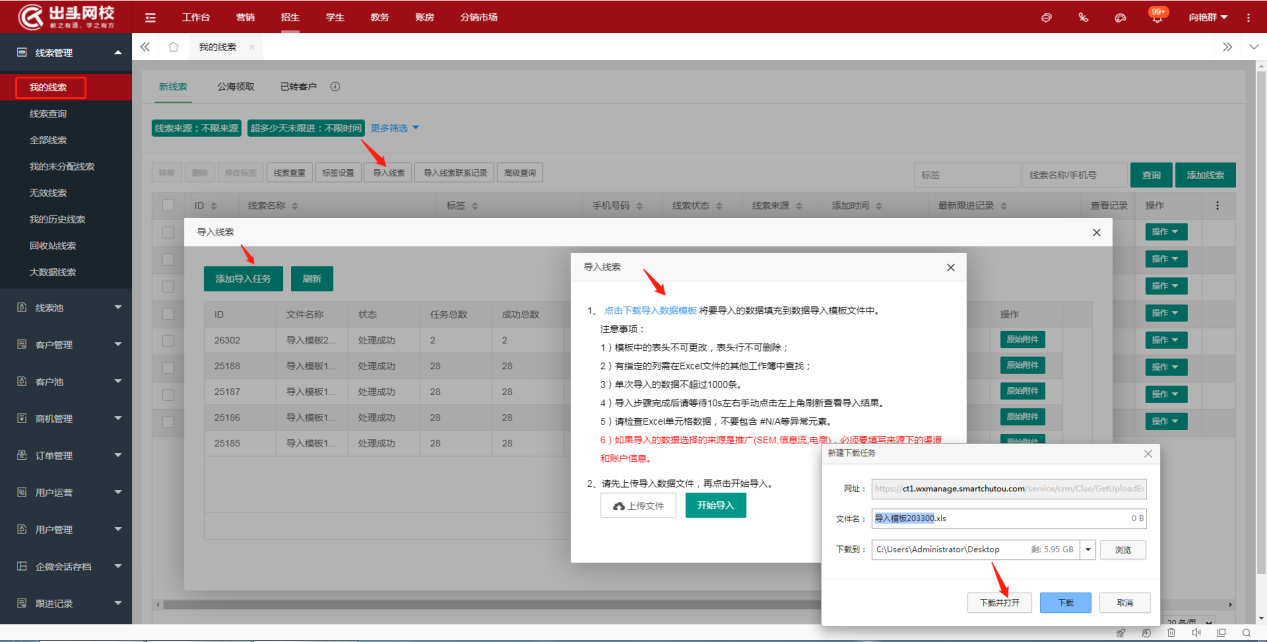 出头网校
教之有道，学之有方
工作台 营销 招生 学生 教务 账房 分销市场
99+
向艳群
线索管理
我的线索
我的线索
线索查询
全部线索
我的未分配线索
无效线索
我的历史线索
回收站线索
大数据线索
线索池
客户管理
客户池
商机管理
订单管理
用户运营
用户管理
企微会话存档
跟进记录
新线索 公海领取 已转客户
线索来源：不限来源 超多少天未跟进：不限时间 更多筛选
转移 删除 修改标签 线索查重 标签设置 导入线索 导入线索联系记录 高级查询
标签 线索名称/手机号 查询 添加线索
ID 线索名称 标签 手机号码 线索状态 线索来源 添加时间 最新跟进记录 查看记录 操作
操作
操作
操作
操作
操作
操作
操作
操作
导入线索
添加导入任务 刷新
ID 文件名称 状态 任务总数 成功总数 操作
26302 导入模板2... 处理成功 2 2 原始附件
25188 导入模板1... 处理成功 28 28 原始附件
25187 导入模板1... 处理成功 28 28 原始附件
25186 导入模板1... 处理成功 28 28 原始附件
25185 导入模板1... 处理成功 28 28 原始附件
导入线索
1、 点击下载导入数据模板 将要导入的数据填充到数据导入模板文件中。
注意事项：
1）模板中的表头不可更改，表头行不可删除；
2）有指定的列需在Excel文件的其他工作簿中查找；
3）单次导入的数据不超过1000条。
4）导入步骤完成后请等待10s左右手动点击左上角刷新查看导入结果。
5）请检查Excel单元格数据，不要包含 #N/A等异常元素。
6）如果导入的数据选择的来源是推广(SEM,信息流,电商)，必须要填写来源下的渠道
和账户信息。
2、请先上传导入数据文件，再点击开始导入。
上传文件 开始导入
新建下载任务
网址： https://ct1.wxmanage.smartchutou.com/service/crm/Clue/GetUploadEx
文件名： 导入模板203300.xls 0 B
下载到： C:\Users\Administrator\Desktop 剩: 5.95 GB 浏览
下载并打开 下载 取消
20 条/页